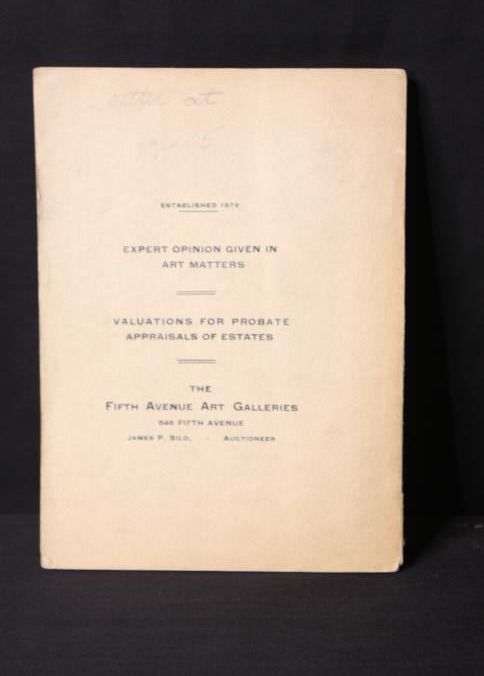 at
ESTABLISHED 1879
EXPERT OPINION GIVEN IN
ART MATTERS
VALUATIONS FOR PROBATE
APPRAISALS OF ESTATES
THE
FIFTH AVENUE ART GALLERIES
546 FIFTH AVENUE
JAMES P. SILO, - AUCTIONEER